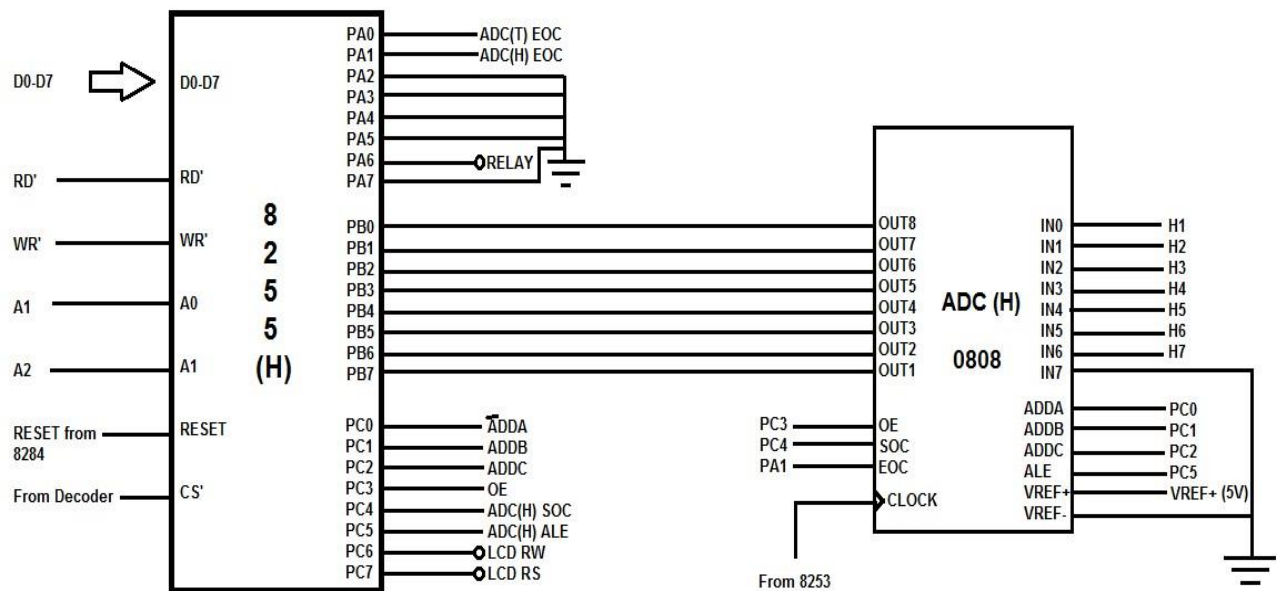 D0-D7
RD'
WR'
A1
A2
RESET from
8284
From Decoder
D0-D7
RD'
WR'
A0
A1
RESET
CS'
8
2
5
5
(H)
PA0
PA1
PA2
PA3
PA4
PA5
PA6
PA7
PB0
PB1
PB2
PB3
PB4
PB5
PB6
PB7
PC0
PC1
PC2
PC3
PC4
PC5
PC6
PC7
ADC(T) EOC
ADC(H) EOC
RELAY
ADDA
ADDB
ADDC
OE
ADC(H) SOC
ADC(H) ALE
LCD RW
LCD RS
PC3
PC4
PA1
From 8253
OUT8
OUT7
OUT6
OUT5
OUT4
OUT3
OUT2
OUT1
OE
SOC
EOC
CLOCK
ADC (H)
0808
IN0
IN1
IN2
IN3
IN4
IN5
IN6
IN7
ADDA
ADDB
ADDC
ALE
VREF+
VREF-
H1
H2
H3
H4
H5
H6
H7
PC0
PC1
PC2
PC5
VREF+ (5V)